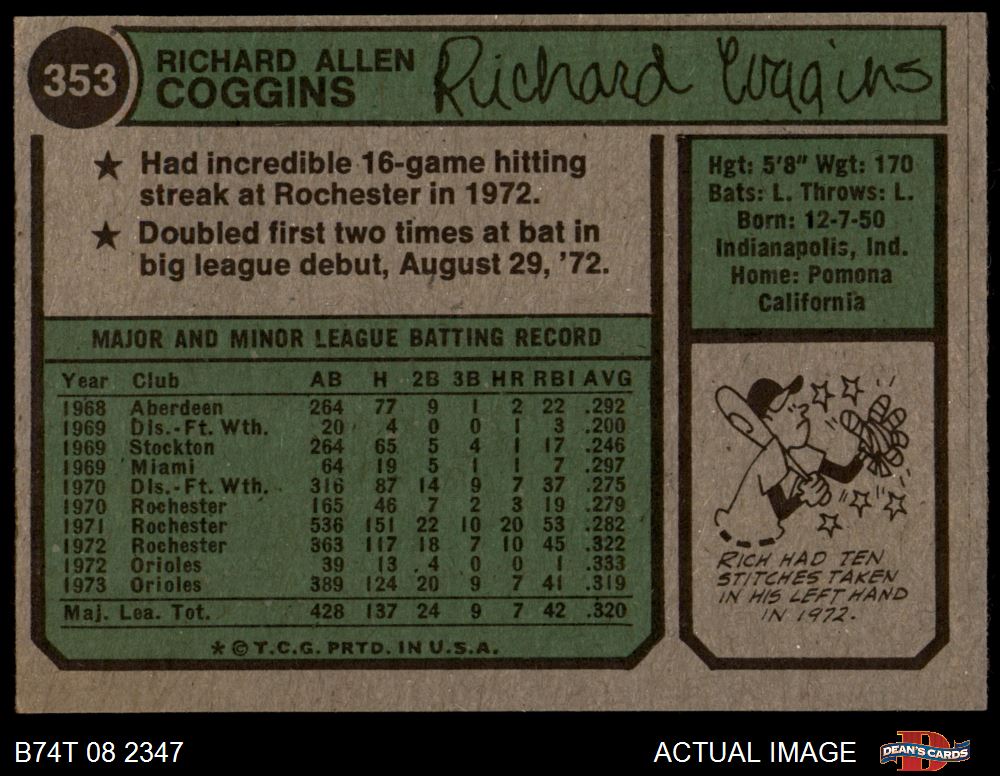 353
RICHARD ALLEN
COGGINS
Richard Coggins
★ Had incredible 16-game hitting
streak at Rochester in 1972.
★ Doubled first two times at bat in
big league debut, August 29, '72.
Hgt: 5'8" Wgt: 170
Bats: L. Throws: L.
Born: 12-7-50
Indianapolis, Ind.
Home: Pomona
California
MAJOR AND MINOR LEAGUE BATTING RECORD
Year Club AB H 2B 3B HR RBI AVG
1968 Aberdeen 264 77 9 1 2 22 .292
1969 Dls.-Ft. Wth. 20 4 0 0 1 3 .200
1969 Stockton 264 65 5 4 1 17 .246
1969 Miami 64 19 5 1 1 7 .297
1970 Dls.-Ft. Wth. 316 87 14 9 7 37 .275
1970 Rochester 165 46 7 2 3 19 .279
1971 Rochester 536 151 22 10 20 53 .282
1972 Rochester 363 117 18 7 10 45 .322
1972 Orioles 39 13 4 0 0 1 .333
1973 Orioles 389 124 20 9 7 41 .319
Maj. Lea. Tot. 428 137 24 9 7 42 .320
* © T.C.G. PRTD. IN U.S.A.
RICH HAD TEN
STITCHES TAKEN
IN HIS LEFT HAND
IN 1972.
B74T 08 2347
ACTUAL IMAGE
DEAN'S CARDS